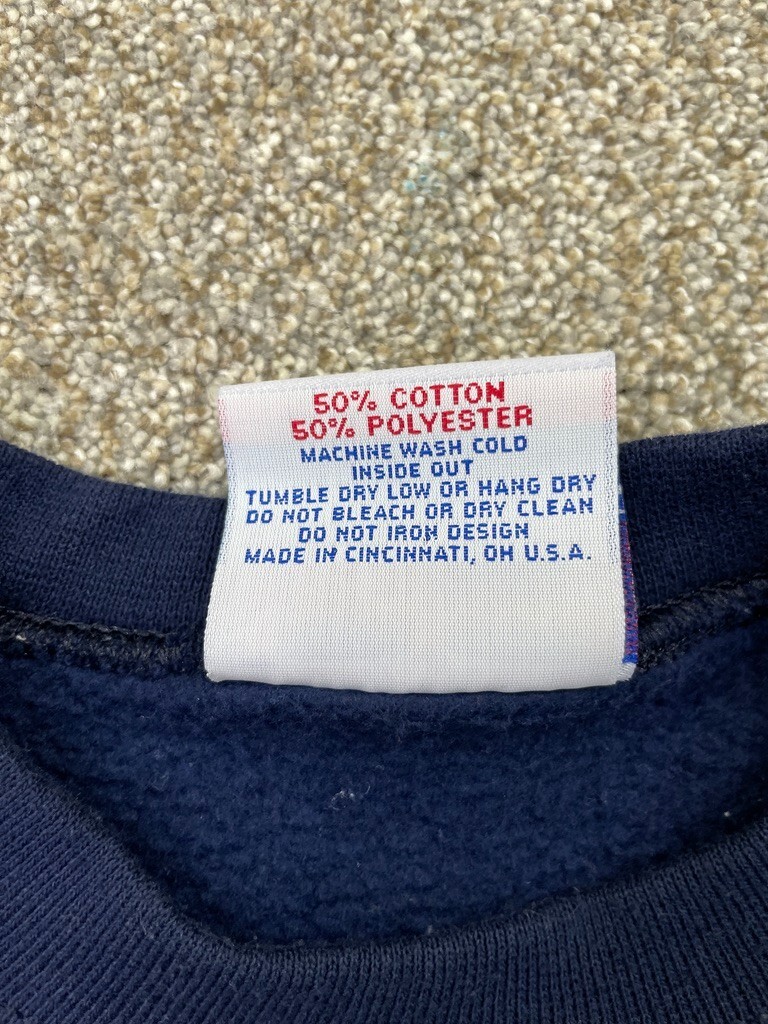 50% COTTON
50% POLYESTER
MACHINE WASH COLD
INSIDE OUT
TUMBLE DRY LOW OR HANG DRY
DO NOT BLEACH OR DRY CLEAN
DO NOT IRON DESIGN
MADE IN CINCINNATI, OH U.S.A.